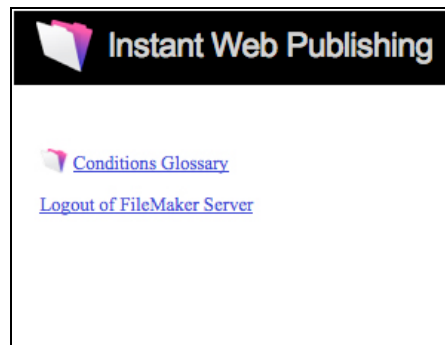 Instant Web Publishing
Conditions Glossary
Logout of FileMaker Server